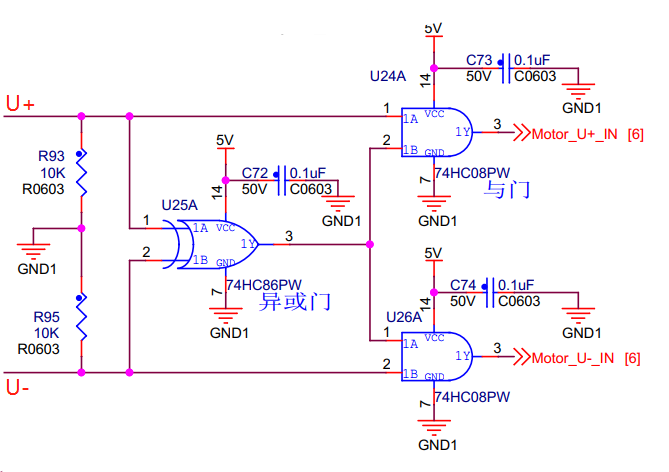 5V
C73 0.1uF
50V C0603
U24A
14
GND1
U+
1 1A VCC
1Y 3 Motor_U+_IN [6]
2 1B GND
7 74HC08PW
与门
GND1
R93
10K
R0603
5V
C72 0.1uF
50V C0603
14
GND1
U25A
1 1A VCC
1Y 3
2 1B GND
7 74HC86PW
异或门
GND1
GND1
5V
C74 0.1uF
50V C0603
14
GND1
U26A
R95
10K
R0603
1 1A VCC
1Y 3 Motor_U-_IN [6]
2 1B GND
U-
7 74HC08PW
GND1